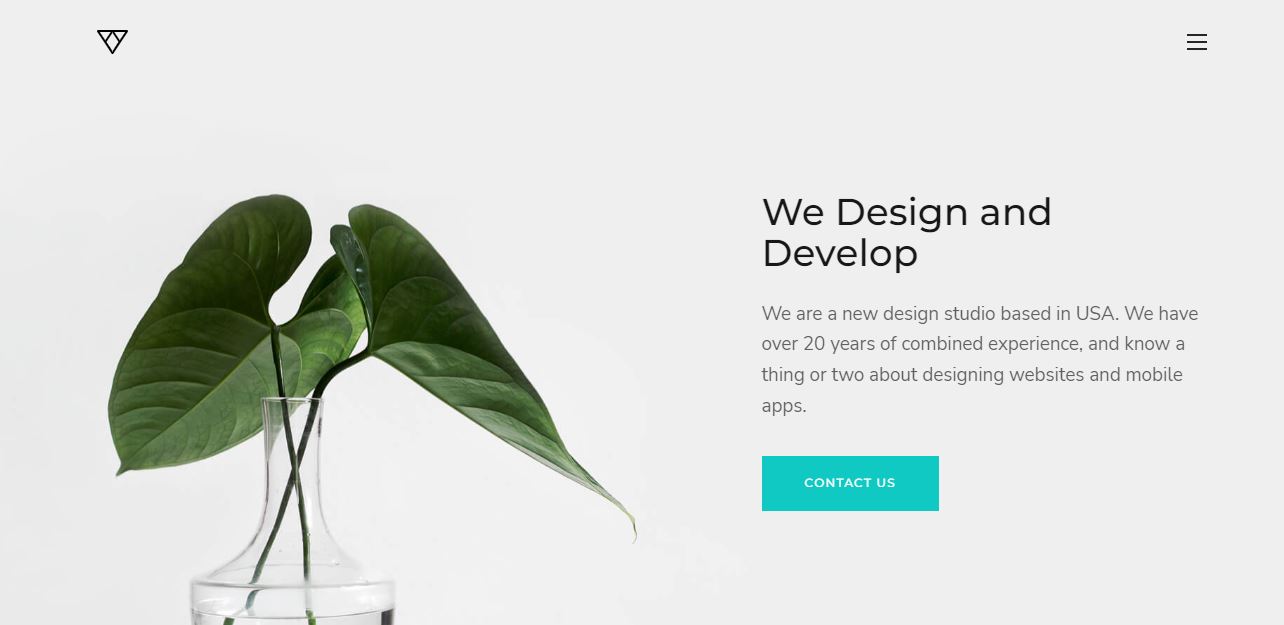 We Design and
Develop
We are a new design studio based in USA. We have
over 20 years of combined experience, and know a
thing or two about designing websites and mobile
apps.
CONTACT US